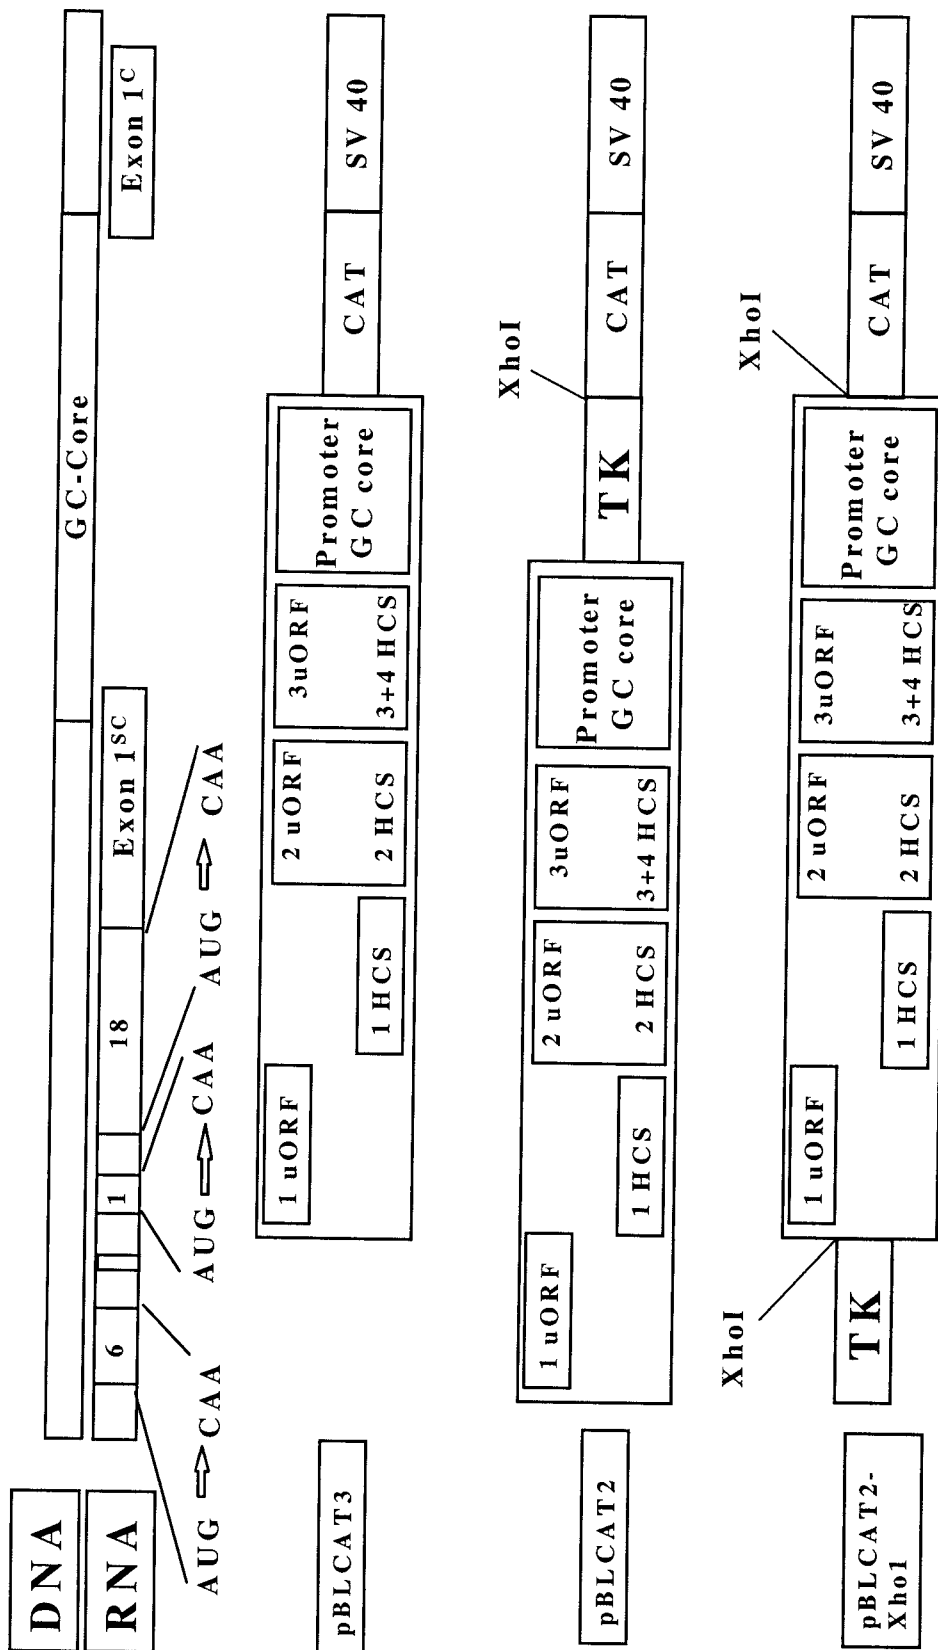 DNA
GC-Core
RNA
6
1
18
Exon 1SC
Exon 1C
AUG ⇒ CAA
AUG ⇒ CAA
AUG ⇒ CAA
pBLCAT3
1 uORF
1 HCS
2 uORF
2 HCS
3uORF
3+4 HCS
Promoter
GC core
CAT
SV 40
pBLCAT2
1 uORF
1 HCS
2 uORF
2 HCS
3uORF
3+4 HCS
Promoter
GC core
TK
XhoI
CAT
SV 40
pBLCAT2-
Xho1
TK
XhoI
1 uORF
1 HCS
2 uORF
2 HCS
3uORF
3+4 HCS
Promoter
GC core
XhoI
CAT
SV 40